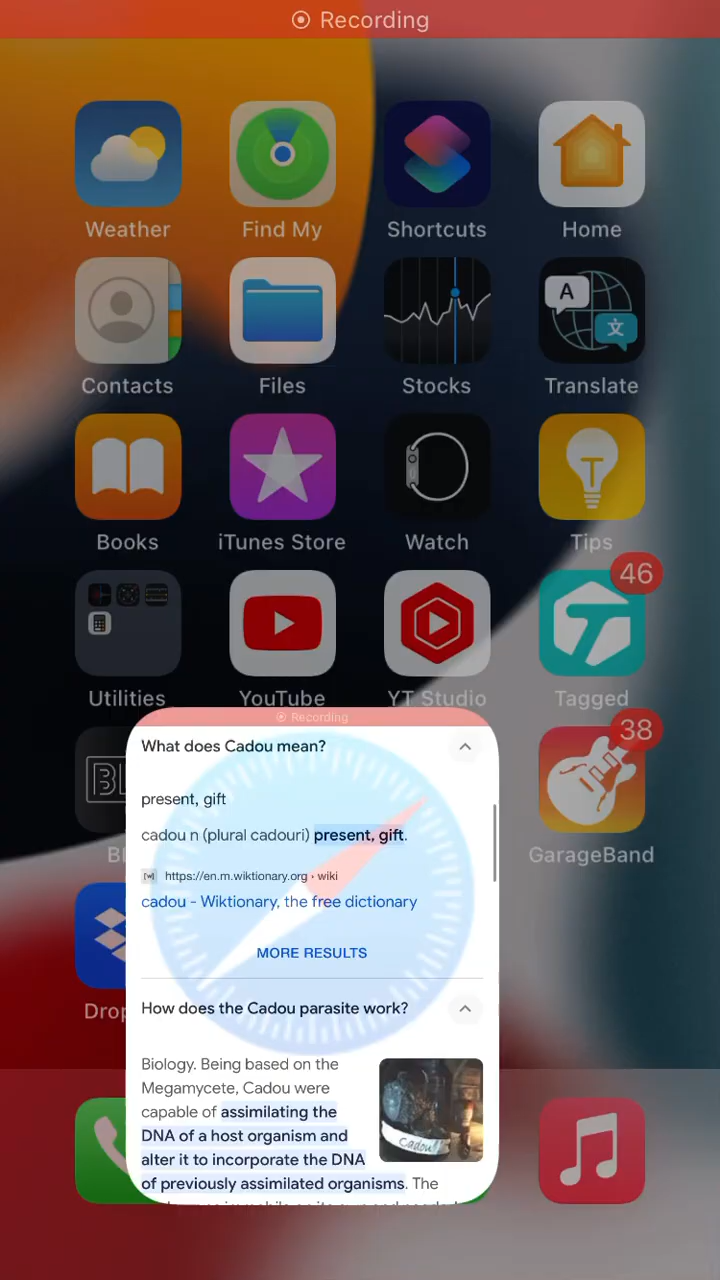 Recording
Weather
Find My
Shortcuts
Home
A
文
Contacts
Files
Stocks
Translate
Books
iTunes Store
Watch
Tips
46
Utilities
YouTube
YT Studio
Tagged
38
Recording
What does Cadou mean?
present, gift
cadou n (plural cadouri) present, gift.
[w] https://en.m.wiktionary.org › wiki
cadou - Wiktionary, the free dictionary
MORE RESULTS
GarageBand
How does the Cadou parasite work?
Biology. Being based on the
Megamycete, Cadou were
capable of assimilating the
DNA of a host organism and
alter it to incorporate the DNA
of previously assimilated organisms. The
Cadou